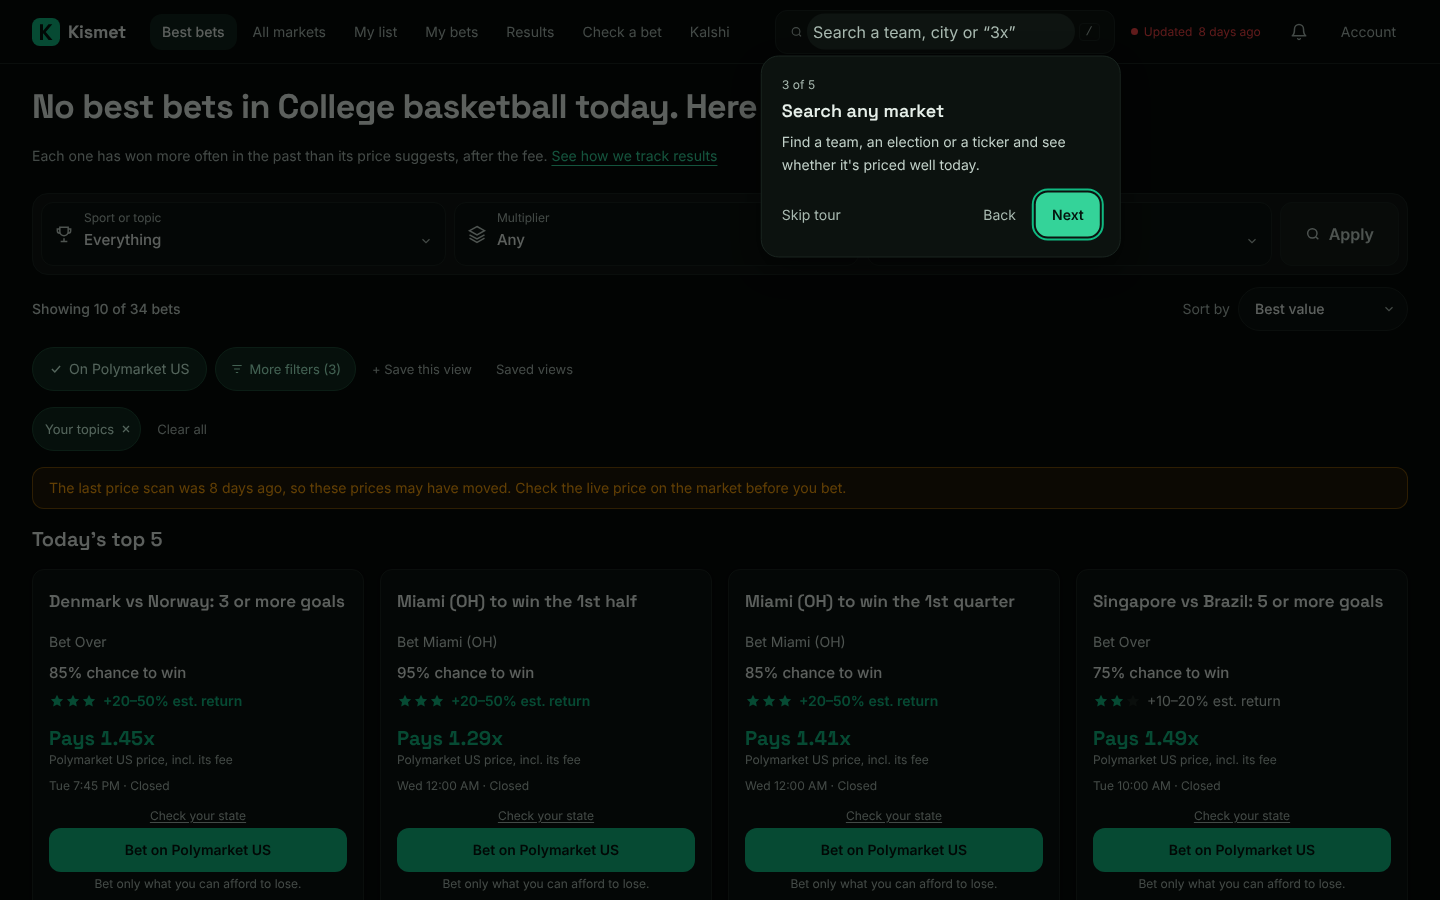 K Kismet
Best bets
All markets
My list
My bets
Results
Check a bet
Kalshi
Search a team, city or “3x”
/
Updated 8 days ago
Account
No best bets in College basketball today. Here
Each one has won more often in the past than its price suggests, after the fee. See how we track results
3 of 5
Search any market
Find a team, an election or a ticker and see
whether it's priced well today.
Skip tour
Back
Next
Sport or topic
Everything
Multiplier
Any
Apply
Showing 10 of 34 bets
Sort by
Best value
On Polymarket US
More filters (3)
+ Save this view
Saved views
Your topics ×
Clear all
The last price scan was 8 days ago, so these prices may have moved. Check the live price on the market before you bet.
Today’s top 5
Denmark vs Norway: 3 or more goals
Bet Over
85% chance to win
+20–50% est. return
Pays 1.45x
Polymarket US price, incl. its fee
Tue 7:45 PM · Closed
Check your state
Bet on Polymarket US
Bet only what you can afford to lose.
Miami (OH) to win the 1st half
Bet Miami (OH)
95% chance to win
+20–50% est. return
Pays 1.29x
Polymarket US price, incl. its fee
Wed 12:00 AM · Closed
Check your state
Bet on Polymarket US
Bet only what you can afford to lose.
Miami (OH) to win the 1st quarter
Bet Miami (OH)
85% chance to win
+20–50% est. return
Pays 1.41x
Polymarket US price, incl. its fee
Wed 12:00 AM · Closed
Check your state
Bet on Polymarket US
Bet only what you can afford to lose.
Singapore vs Brazil: 5 or more goals
Bet Over
75% chance to win
+10–20% est. return
Pays 1.49x
Polymarket US price, incl. its fee
Tue 10:00 AM · Closed
Check your state
Bet on Polymarket US
Bet only what you can afford to lose.